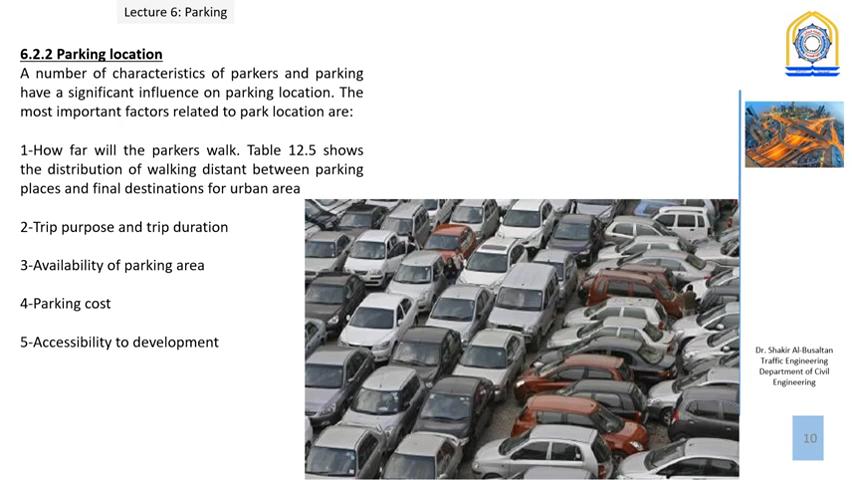 Lecture 6: Parking
6.2.2 Parking location
A number of characteristics of parkers and parking
have a significant influence on parking location. The
most important factors related to park location are:
1-How far will the parkers walk. Table 12.5 shows
the distribution of walking distant between parking
places and final destinations for urban area
2-Trip purpose and trip duration
3-Availability of parking area
4-Parking cost
5-Accessibility to development
Dr. Shakir Al-Busaltan
Traffic Engineering
Department of Civil
Engineering
10